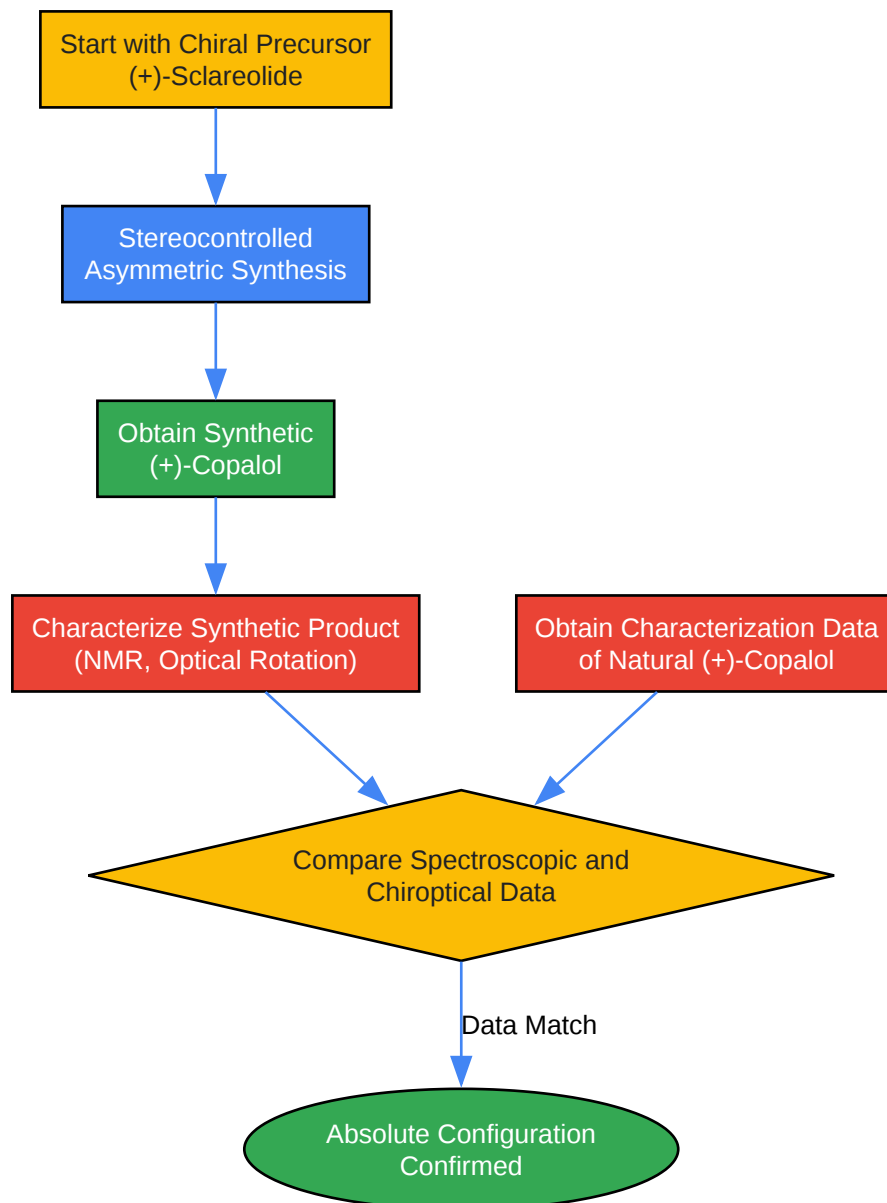 Start with Chiral Precursor
(+)-Sclareolide
Stereocontrolled
Asymmetric Synthesis
Obtain Synthetic
(+)-Copalol
Characterize Synthetic Product
(NMR, Optical Rotation)
Obtain Characterization Data
of Natural (+)-Copalol
Compare Spectroscopic and
Chiroptical Data
Data Match
Absolute Configuration
Confirmed